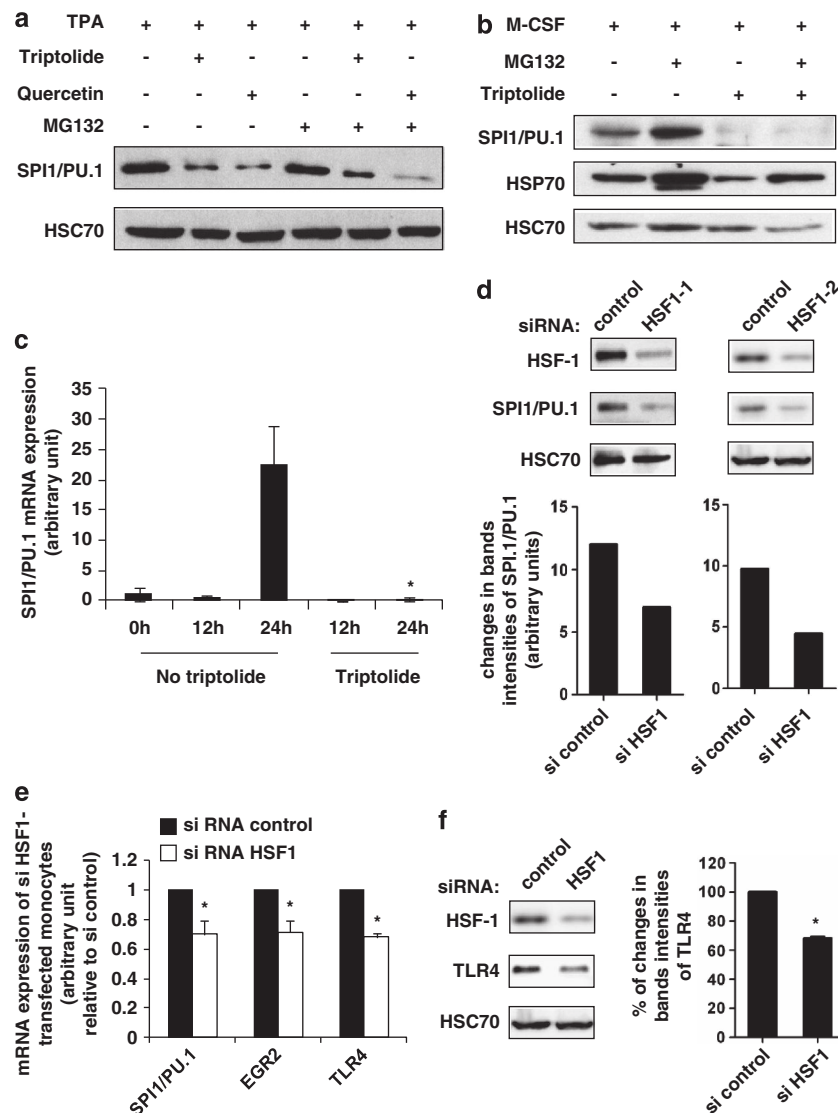 a
TPA + + + + + +
Triptolide - + - - + -
Quercetin - - + - - +
MG132 - - - + + +
SPI1/PU.1
HSC70
b
M-CSF + + + +
MG132 - + - +
Triptolide - - + +
SPI1/PU.1
HSP70
HSC70
c
SPI1/PU.1 mRNA expression
(arbitrary unit)
35
30
25
20
15
10
5
0
*
0h 12h 24h 12h 24h
No triptolide Triptolide
d
siRNA: control HSF1-1 control HSF1-2
HSF-1
SPI1/PU.1
HSC70
changes in bands
intensities of SPI.1/PU.1
(arbitrary units)
15
10
5
0
si control si HSF1
15
10
5
0
si control si HSF1
e
si RNA control
si RNA HSF1
mRNA expression of si HSF1-
transfected monocytes
(arbitrary unit
relative to si control)
1.2
1
0.8
0.6
0.4
0.2
0
* * *
SPI1/PU.1 EGR2 TLR4
f
siRNA: control HSF1
HSF-1
TLR4
HSC70
% of changes in
bands intensities
of TLR4
120
100
80
60
40
20
0
*
si control si HSF1